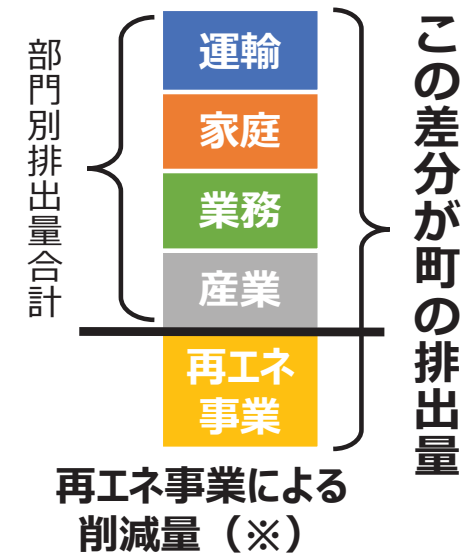 部門別排出量合計
運輸
家庭
業務
産業
再エネ
事業
この差分が町の排出量
再エネ事業による
削減量（※）